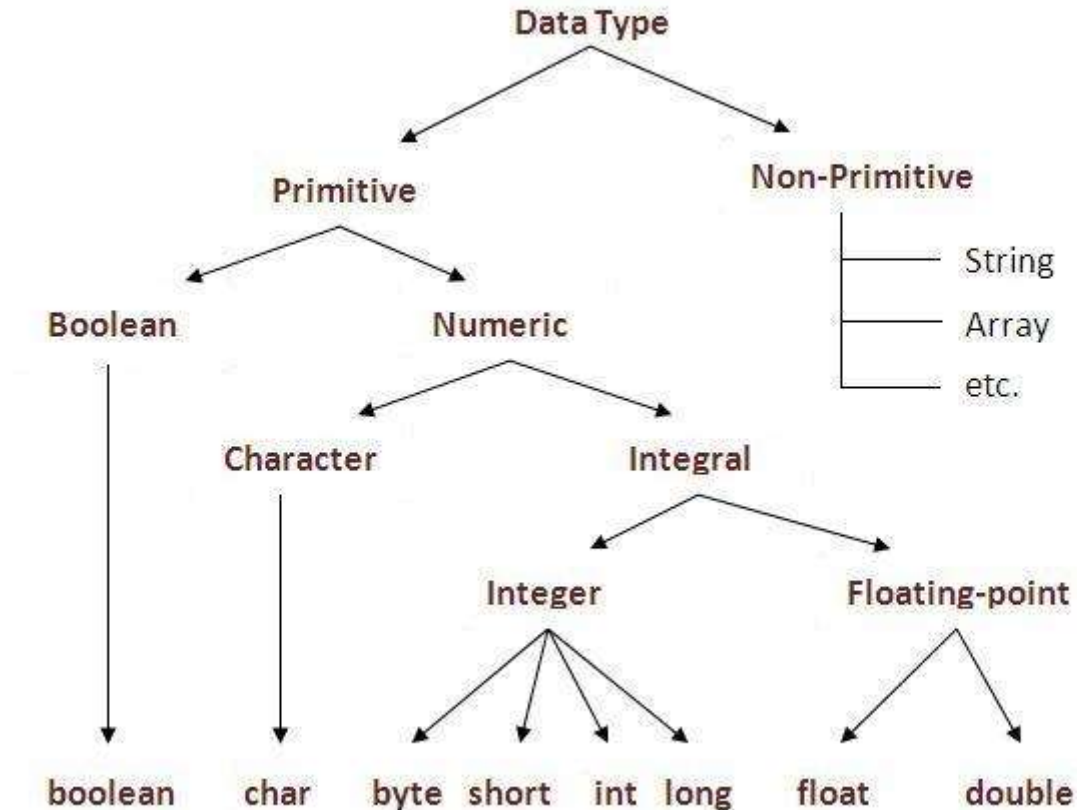 Data Type
Primitive
Non-Primitive
String
Array
etc.
Boolean
Numeric
Character
Integral
Integer
Floating-point
boolean char byte short int long float double